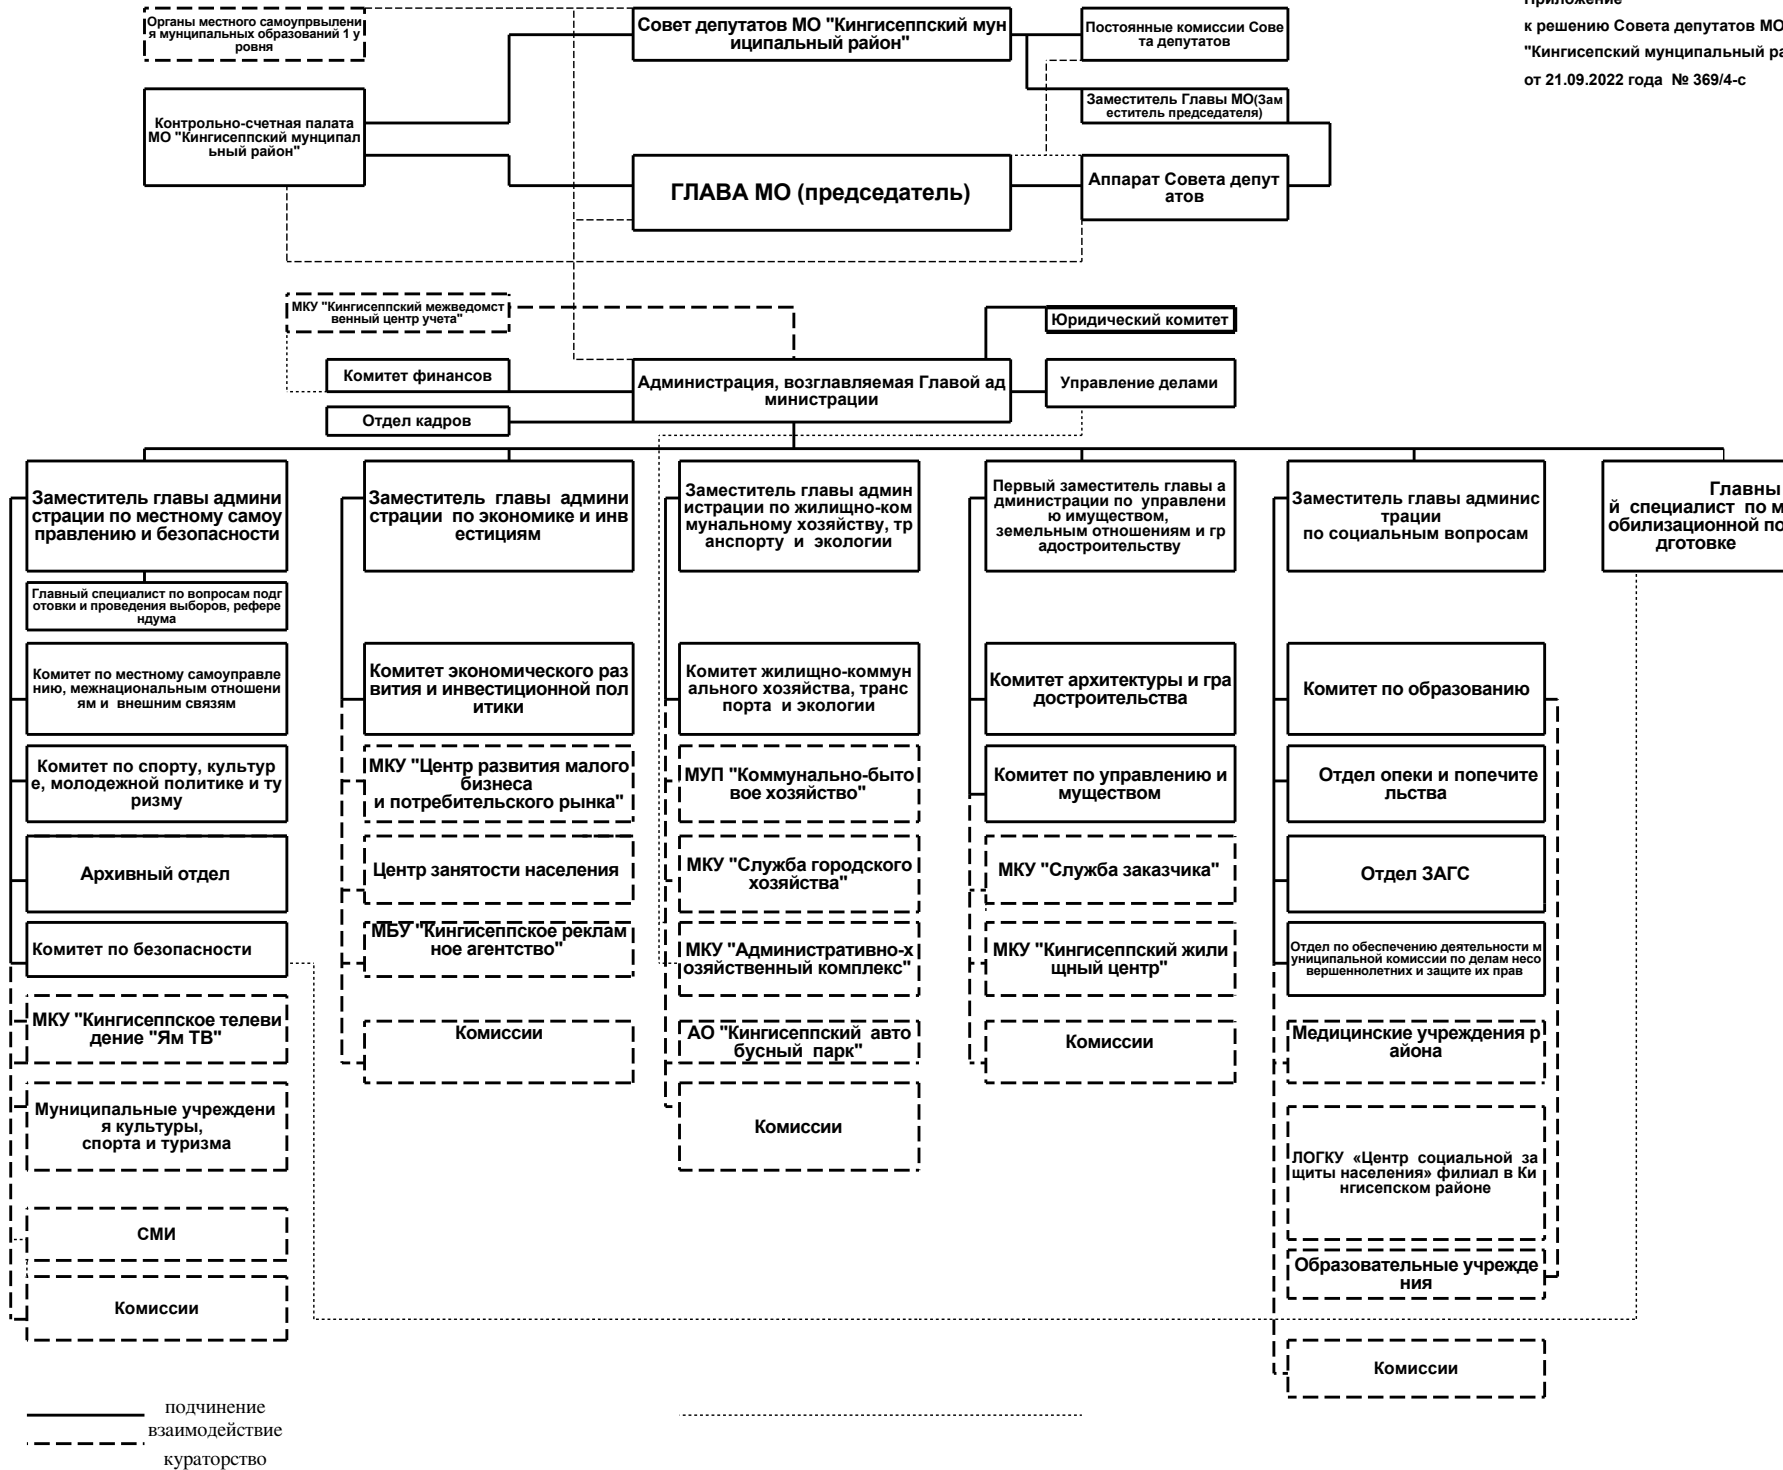 Приложение
к решению Совета депутатов МО
"Кингисепский мунципальный ра
от 21.09.2022 года № 369/4-с
Органы местного самоупрвылени
я мунципальных образований 1 у
ровня
Совет депутатов МО "Кингисеппский мун
иципальный район"
Постоянные комиссии Сове
та депутатов
Заместитель Главы МО(Зам
еститель председателя)
Контрольно-счетная палата
МО "Кингисеппский мунципал
ьный район"
ГЛАВА МО (председатель)
Аппарат Совета депут
атов
МКУ "Кингисеппский межведомст
венный центр учета"
Юридический комитет
Комитет финансов
Администрация, возглавляемая Главой ад
министрации
Управление делами
Отдел кадров
Заместитель главы админи
страции по местному самоу
правлению и безопасности
Заместитель главы админи
страции по экономике и инв
естициям
Заместитель главы админ
истрации по жилищно-ком
мунальному хозяйству, тр
анспорту и экологии
Первый заместитель главы а
дминистрации по управлени
ю имуществом,
земельным отношениям и гр
адостроительству
Заместитель главы админис
трации
по социальным вопросам
Главны
й специалист по м
обилизационной по
дготовке
Главный специалист по вопросам подг
отовки и проведения выборов, рефере
ндума
Комитет по местному самоуправле
нию, межнациональным отношени
ям и внешним связям
Комитет экономического раз
вития и инвестиционной пол
итики
Комитет жилищно-коммун
ального хозяйства, транс
порта и экологии
Комитет архитектуры и гра
достроительства
Комитет по образованию
Комитет по спорту, культур
е, молодежной политике и ту
ризму
МКУ "Центр развития малого
бизнеса
и потребительского рынка"
МУП "Коммунально-быто
вое хозяйство"
Комитет по управлению и
муществом
Отдел опеки и попечите
льства
Архивный отдел
Центр занятости населения
МКУ "Служба городского
хозяйства"
МКУ "Служба заказчика"
Отдел ЗАГС
Комитет по безопасности
МБУ "Кингисеппское реклам
ное агентство"
МКУ "Административно-х
озяйственный комплекс"
МКУ "Кингисеппский жили
щный центр"
Отдел по обеспечению деятельности м
униципальной комиссии по делам несо
вершеннолетних и защите их прав
МКУ "Кингисеппское телеви
дение "Ям ТВ"
Комиссии
АО "Кингисеппский авто
бусный парк"
Комиссии
Медицинские учреждения р
айона
Муниципальные учреждени
я культуры,
спорта и туризма
Комиссии
ЛОГКУ «Центр социальной за
щиты населения» филиал в Ки
нгисепском районе
СМИ
Образовательные учрежде
ния
Комиссии
Комиссии
подчинение
взаимодействие
кураторство